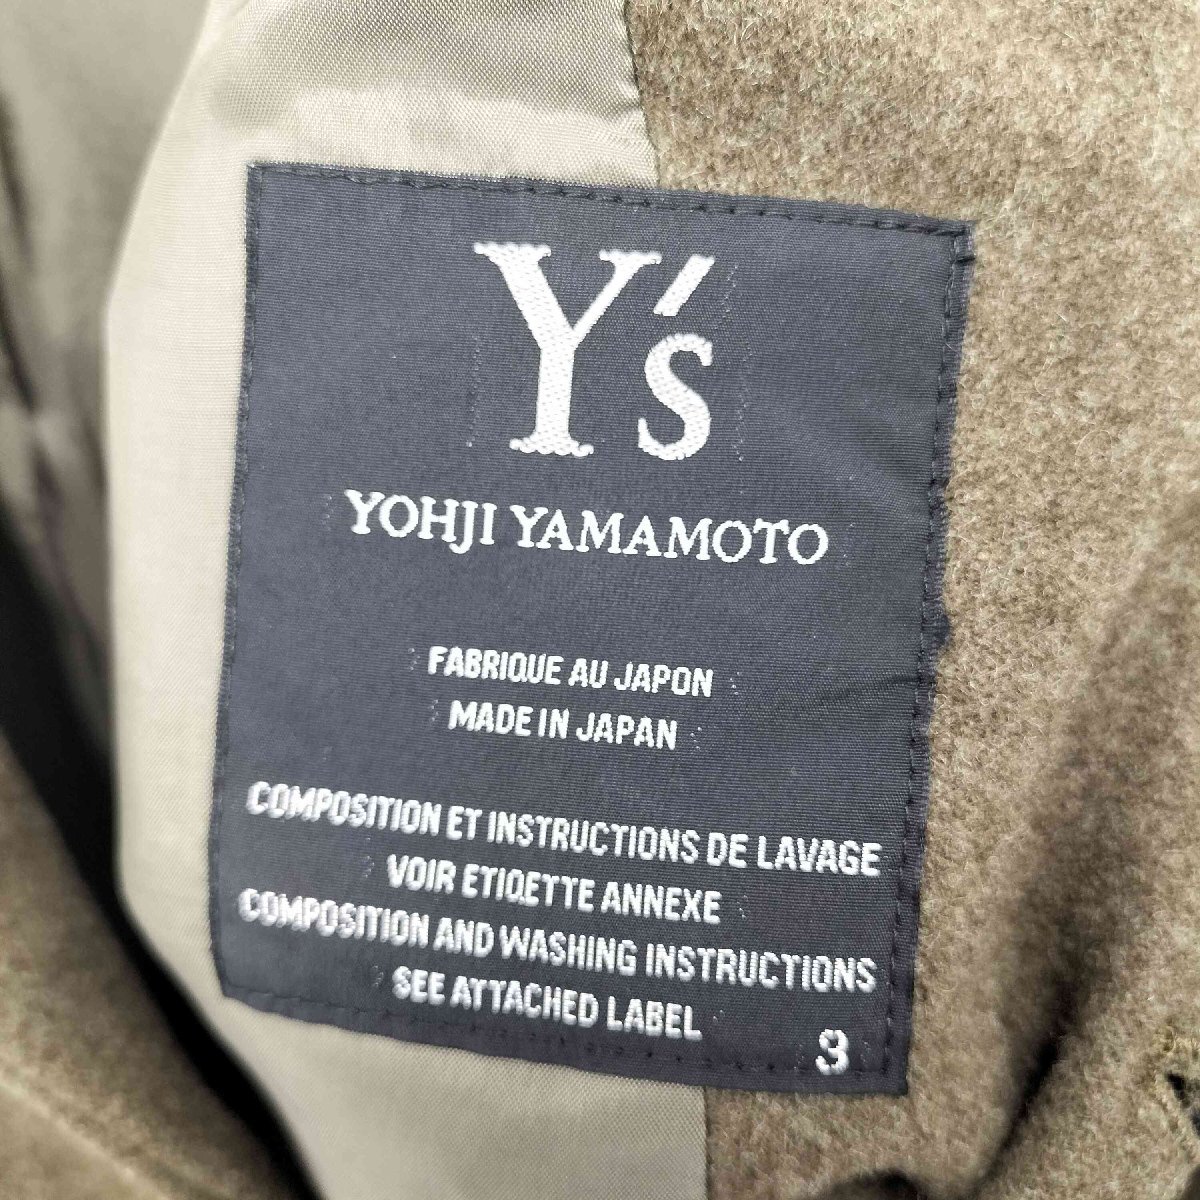 Y's
YOHJI YAMAMOTO
FABRIQUE AU JAPON
MADE IN JAPAN
COMPOSITION ET INSTRUCTIONS DE LAVAGE
VOIR ETIQETTE ANNEXE
COMPOSITION AND WASHING INSTRUCTIONS
SEE ATTACHED LABEL
3